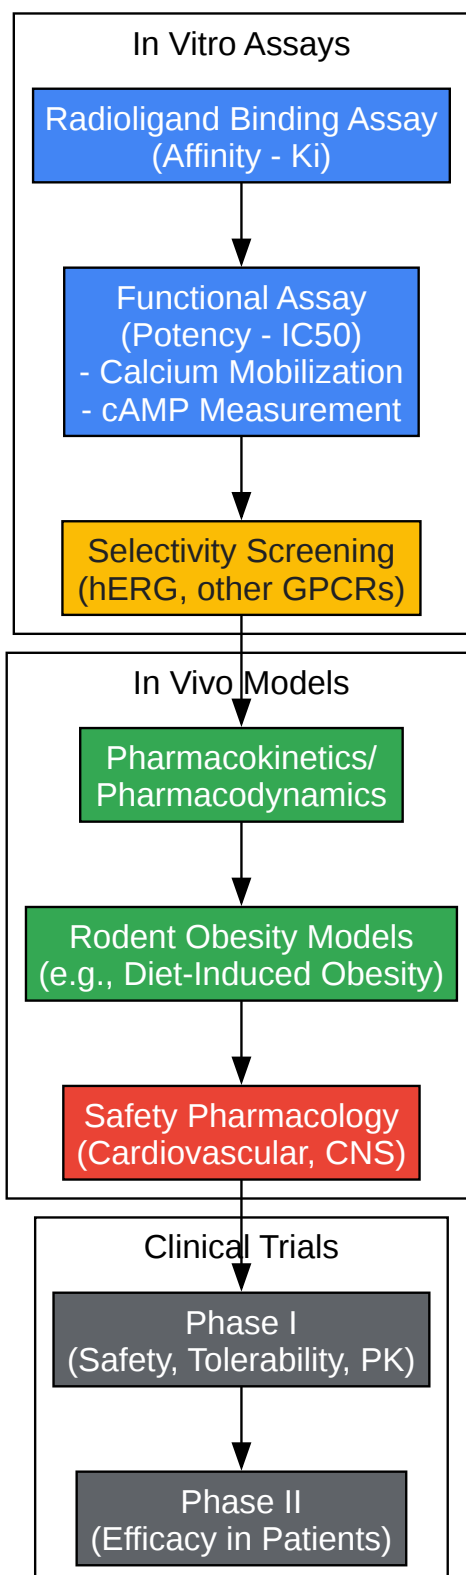 In Vitro Assays
Radioligand Binding Assay
(Affinity - Ki)
Functional Assay
(Potency - IC50)
- Calcium Mobilization
- cAMP Measurement
Selectivity Screening
(hERG, other GPCRs)
In Vivo Models
Pharmacokinetics/
Pharmacodynamics
Rodent Obesity Models
(e.g., Diet-Induced Obesity)
Safety Pharmacology
(Cardiovascular, CNS)
Clinical Trials
Phase I
(Safety, Tolerability, PK)
Phase II
(Efficacy in Patients)